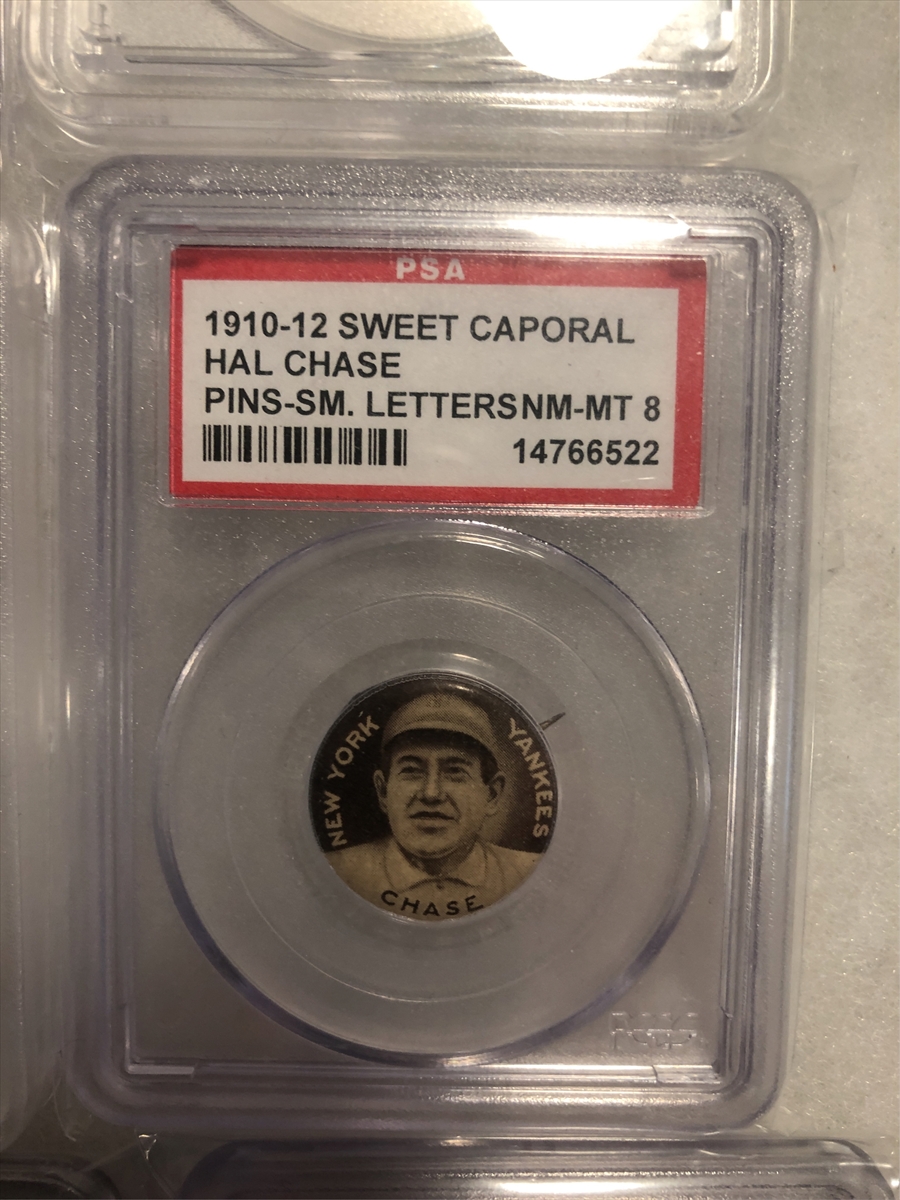 PSA
1910-12 SWEET CAPORAL
HAL CHASE
PINS-SM. LETTERSNM-MT 8
14766522
NEW YORK
YANKEES
CHASE